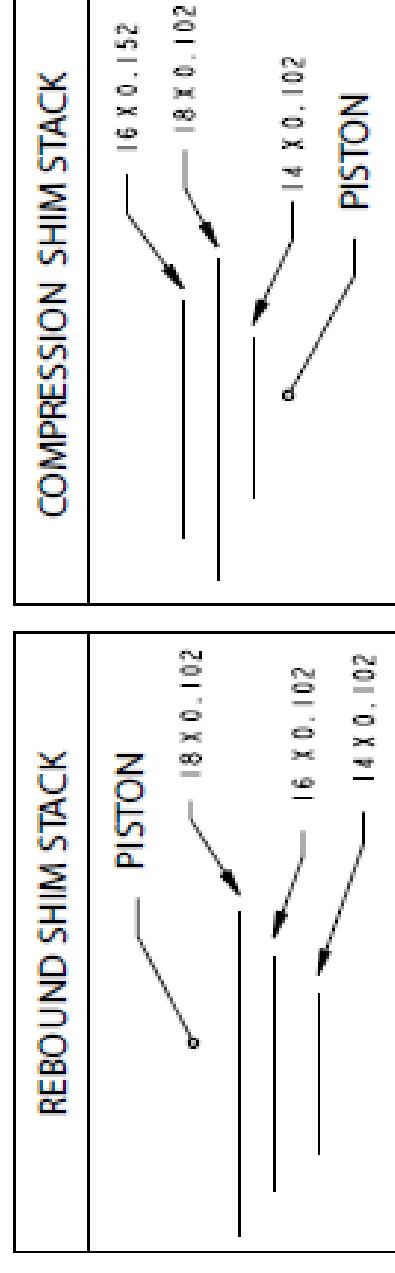 REBOUND SHIM STACK
PISTON
18 X 0.102
16 X 0.102
14 X 0.102
COMPRESSION SHIM STACK
16 X 0.152
18 X 0.102
14 X 0.102
PISTON